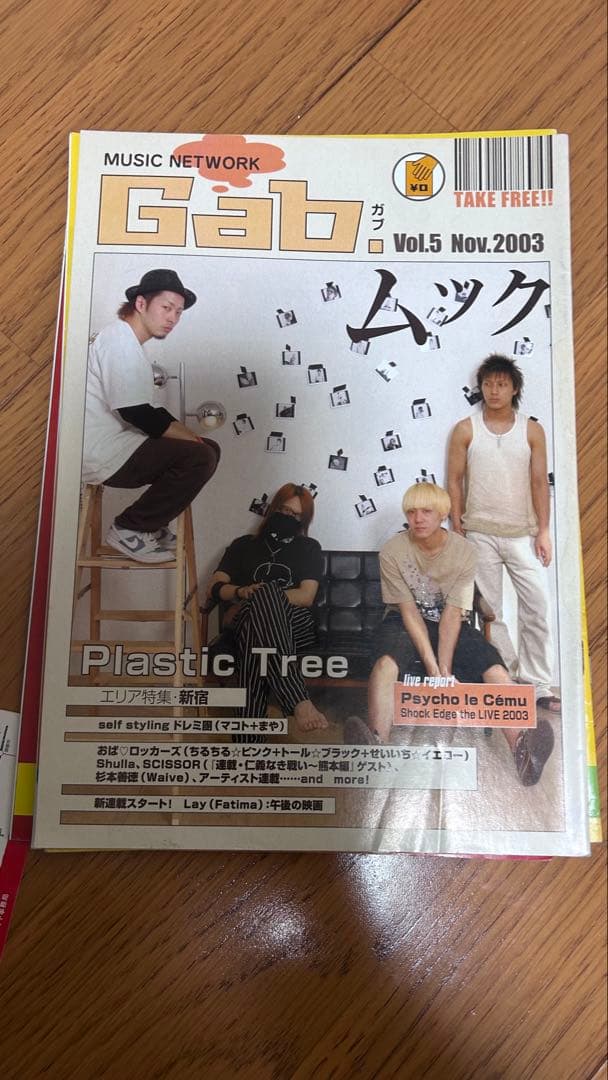 MUSIC NETWORK
Gab.
ガブ
¥0
TAKE FREE!!
Vol.5 Nov.2003
ムック
Plastic Tree
エリア特集・新宿
live report
Psycho le Cému
Shock Edge the LIVE 2003
self styling ドレミ團(マコト+まや)
おば♡ロッカーズ(ちるちる☆ピンク+トール☆ブラック+せいいち☆イエロー)
Shulla、SCISSOR(『連載・仁義なき戦い〜熊本編』ゲスト)、
杉本善徳(Waive)、アーティスト連載……and more!
新連載スタート! Lay(Fatima):午後の映画